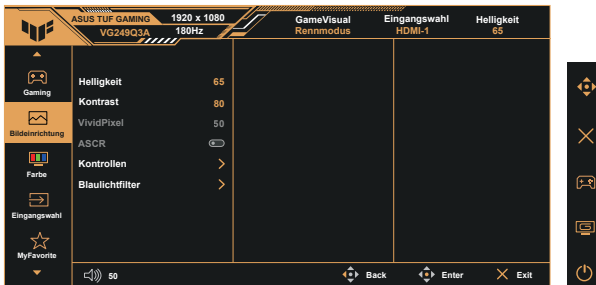 ASUS TUF GAMING 1920 x 1080 GameVisual Eingangswahl Helligkeit
VG249Q3A 180Hz Rennmodus HDMI-1 65
Gaming
Bildeinrichtung
Farbe
Eingangswahl
MyFavorite
Helligkeit 65
Kontrast 80
VividPixel 50
ASCR
Kontrollen
Blaulichtfilter
50 Back Enter Exit